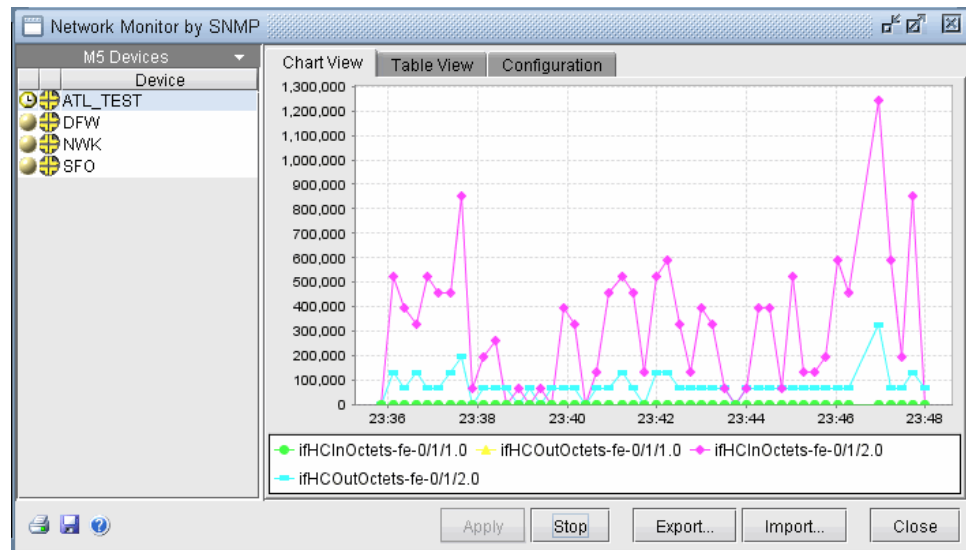 Network Monitor by SNMP
M5 Devices
Device
ATL_TEST
DFW
NWK
SFO
Chart View Table View Configuration
1,300,000
1,200,000
1,100,000
1,000,000
900,000
800,000
700,000
600,000
500,000
400,000
300,000
200,000
100,000
0
23:36 23:38 23:40 23:42 23:44 23:46 23:48
ifHCInOctets-fe-0/1/1.0 ifHCOutOctets-fe-0/1/1.0 ifHCInOctets-fe-0/1/2.0
ifHCOutOctets-fe-0/1/2.0
Apply Stop Export... Import... Close